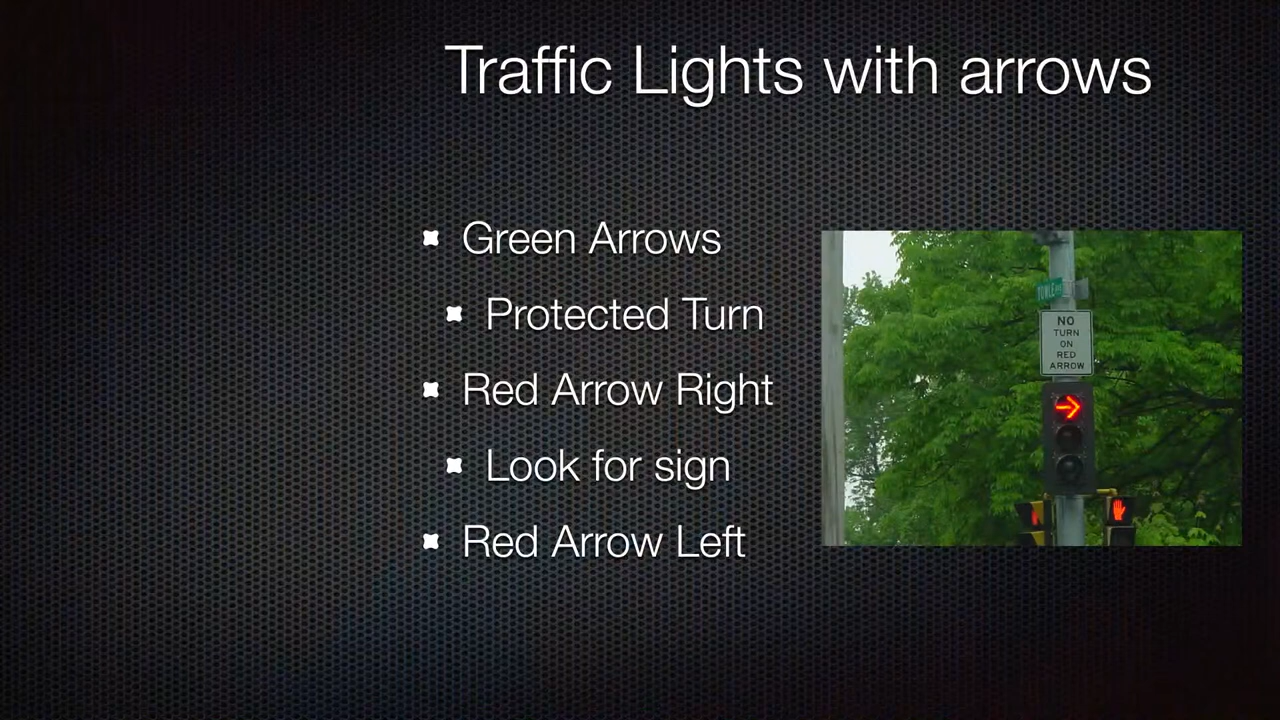 Traffic Lights with arrows
Green Arrows
Protected Turn
Red Arrow Right
Look for sign
Red Arrow Left
NO
TURN
ON
RED
ARROW